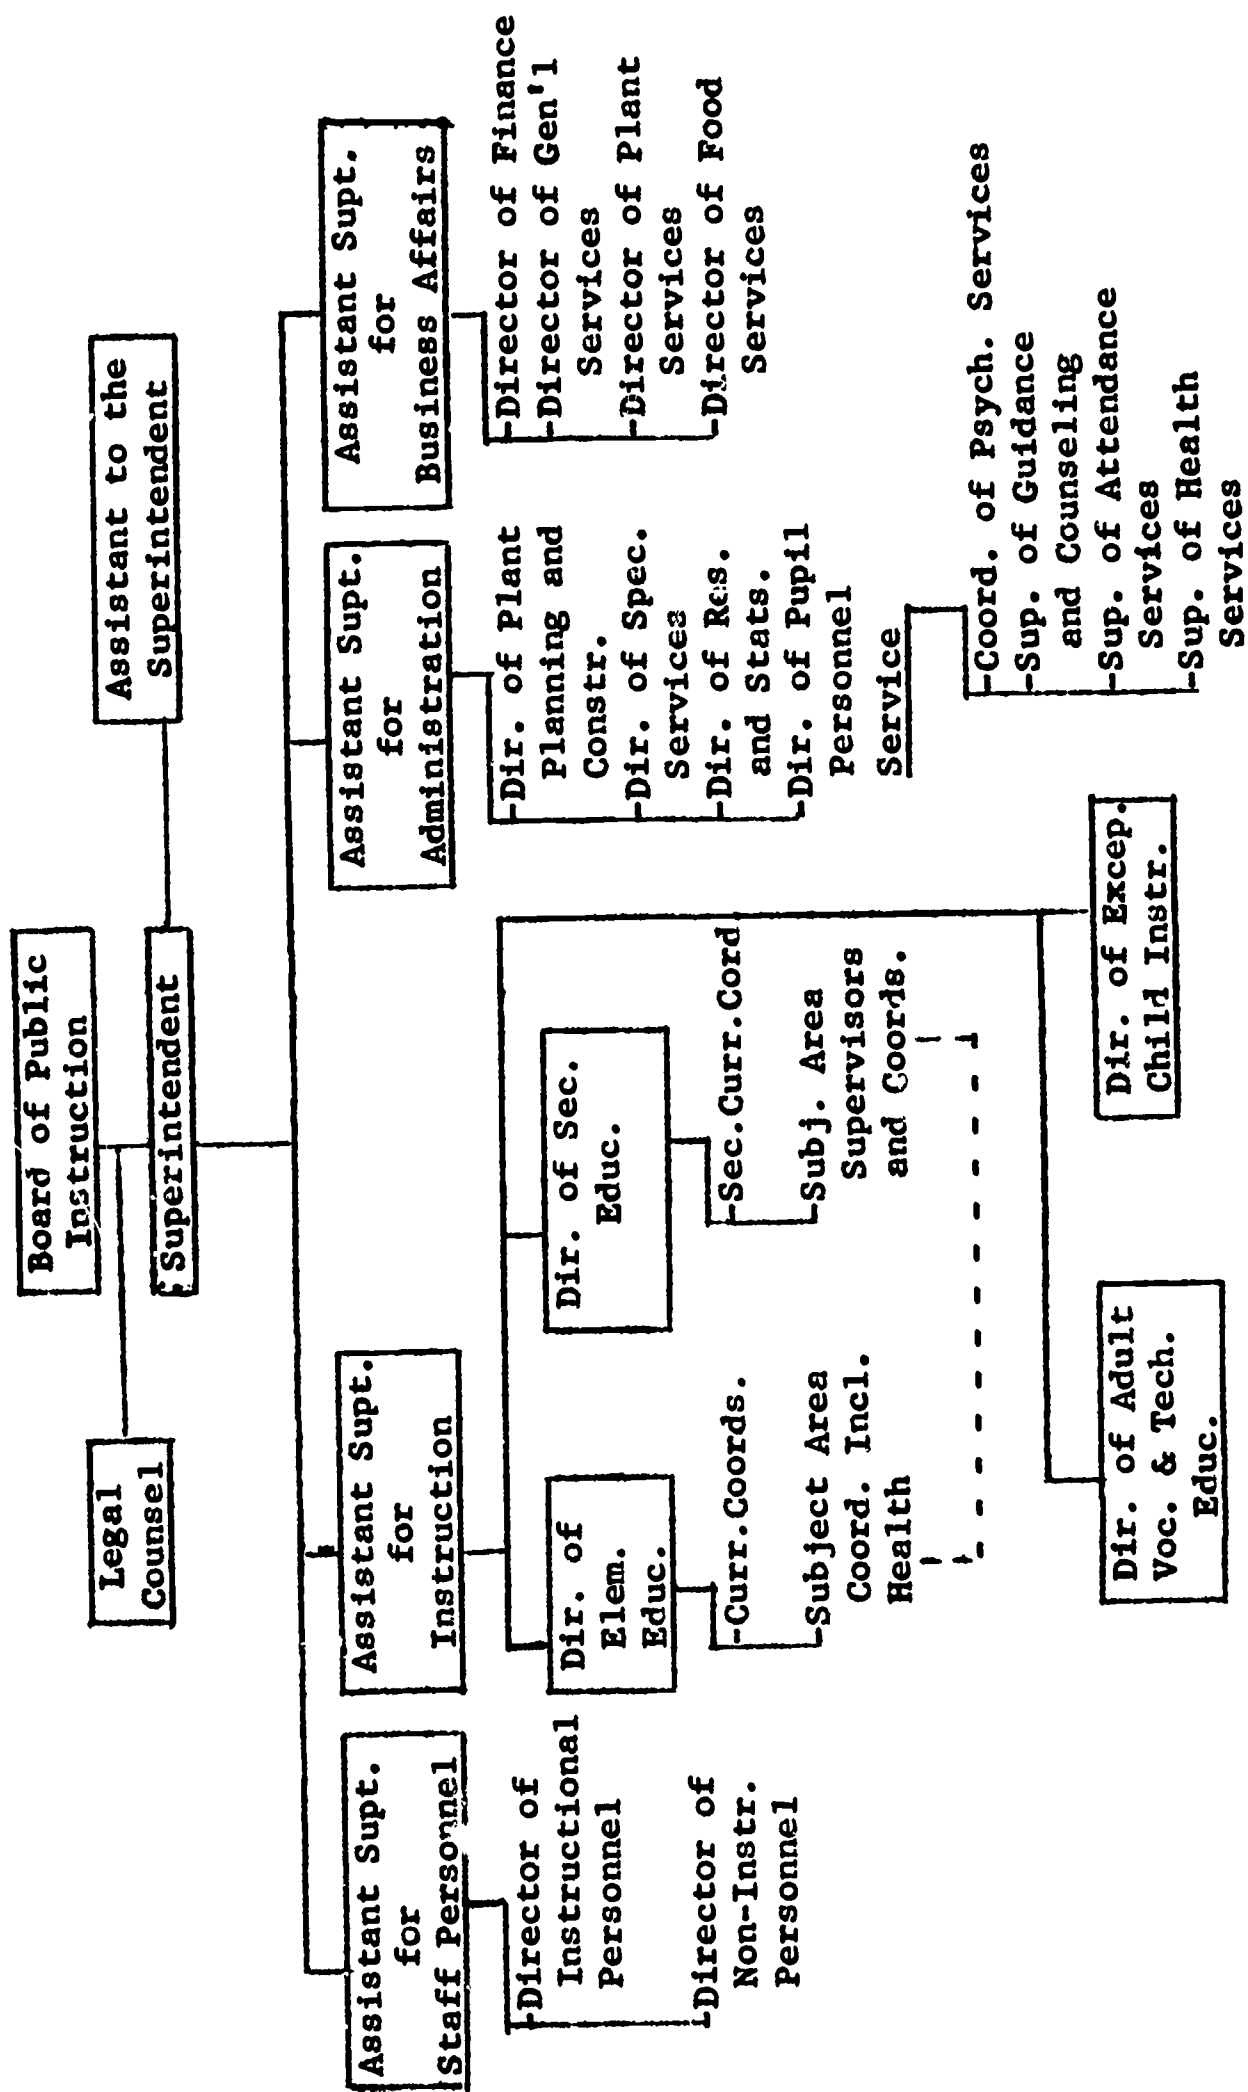 Board of Public
Instruction
Legal
Counsel
Superintendent
Assistant to the
Superintendent
Assistant Supt.
for
Staff Personnel
-Director of
Instructional
Personnel
-Director of
Non-Instr.
Personnel
Assistant Supt.
for
Instruction
Dir. of
Elem.
Educ.
-Curr.Coords.
-Subject Area
Coord. Incl.
Health
Dir. of Sec.
Educ.
-Sec.Curr.Cord
-Subj. Area
Supervisors
and Coords.
Dir. of Adult
Voc. & Tech.
Educ.
Dir. of Excep.
Child Instr.
Assistant Supt.
for
Administration
-Dir. of Plant
Planning and
Constr.
-Dir. of Spec.
Services
-Dir. of Res.
and Stats.
-Dir. of Pupil
Personnel
Service
-Coord. of Psych. Services
-Sup. of Guidance
and Counseling
-Sup. of Attendance
Services
-Sup. of Health
Services
Assistant Supt.
for
Business Affairs
-Director of Finance
-Director of Gen'l
Services
-Director of Plant
Services
-Director of Food
Services